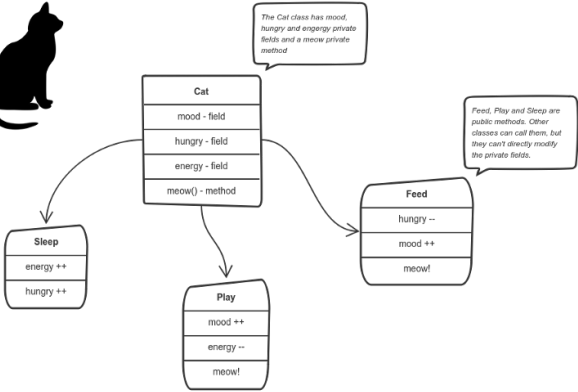 The Cat class has mood,
hungry and engergy private
fields and a meow private
method
Cat
mood - field
hungry - field
energy - field
meow() - method
Feed, Play and Sleep are
public methods. Other
classes can call them, but
they can't directly modify
the private fields.
Feed
hungry --
mood ++
meow!
Sleep
energy ++
hungry ++
Play
mood ++
energy --
meow!